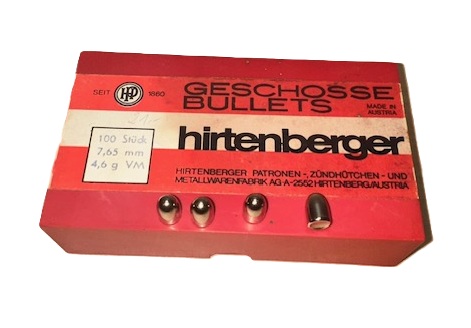 SEIT HP 1860
GESCHOSSE
BULLETS
MADE IN
AUSTRIA
hirtenberger
100 Stück
7,65 mm
4,6 g VM
HIRTENBERGER PATRONEN-, ZÜNDHÜTCHEN- UND
METALLWARENFABRIK AG A-2552 HIRTENBERG/AUSTRIA